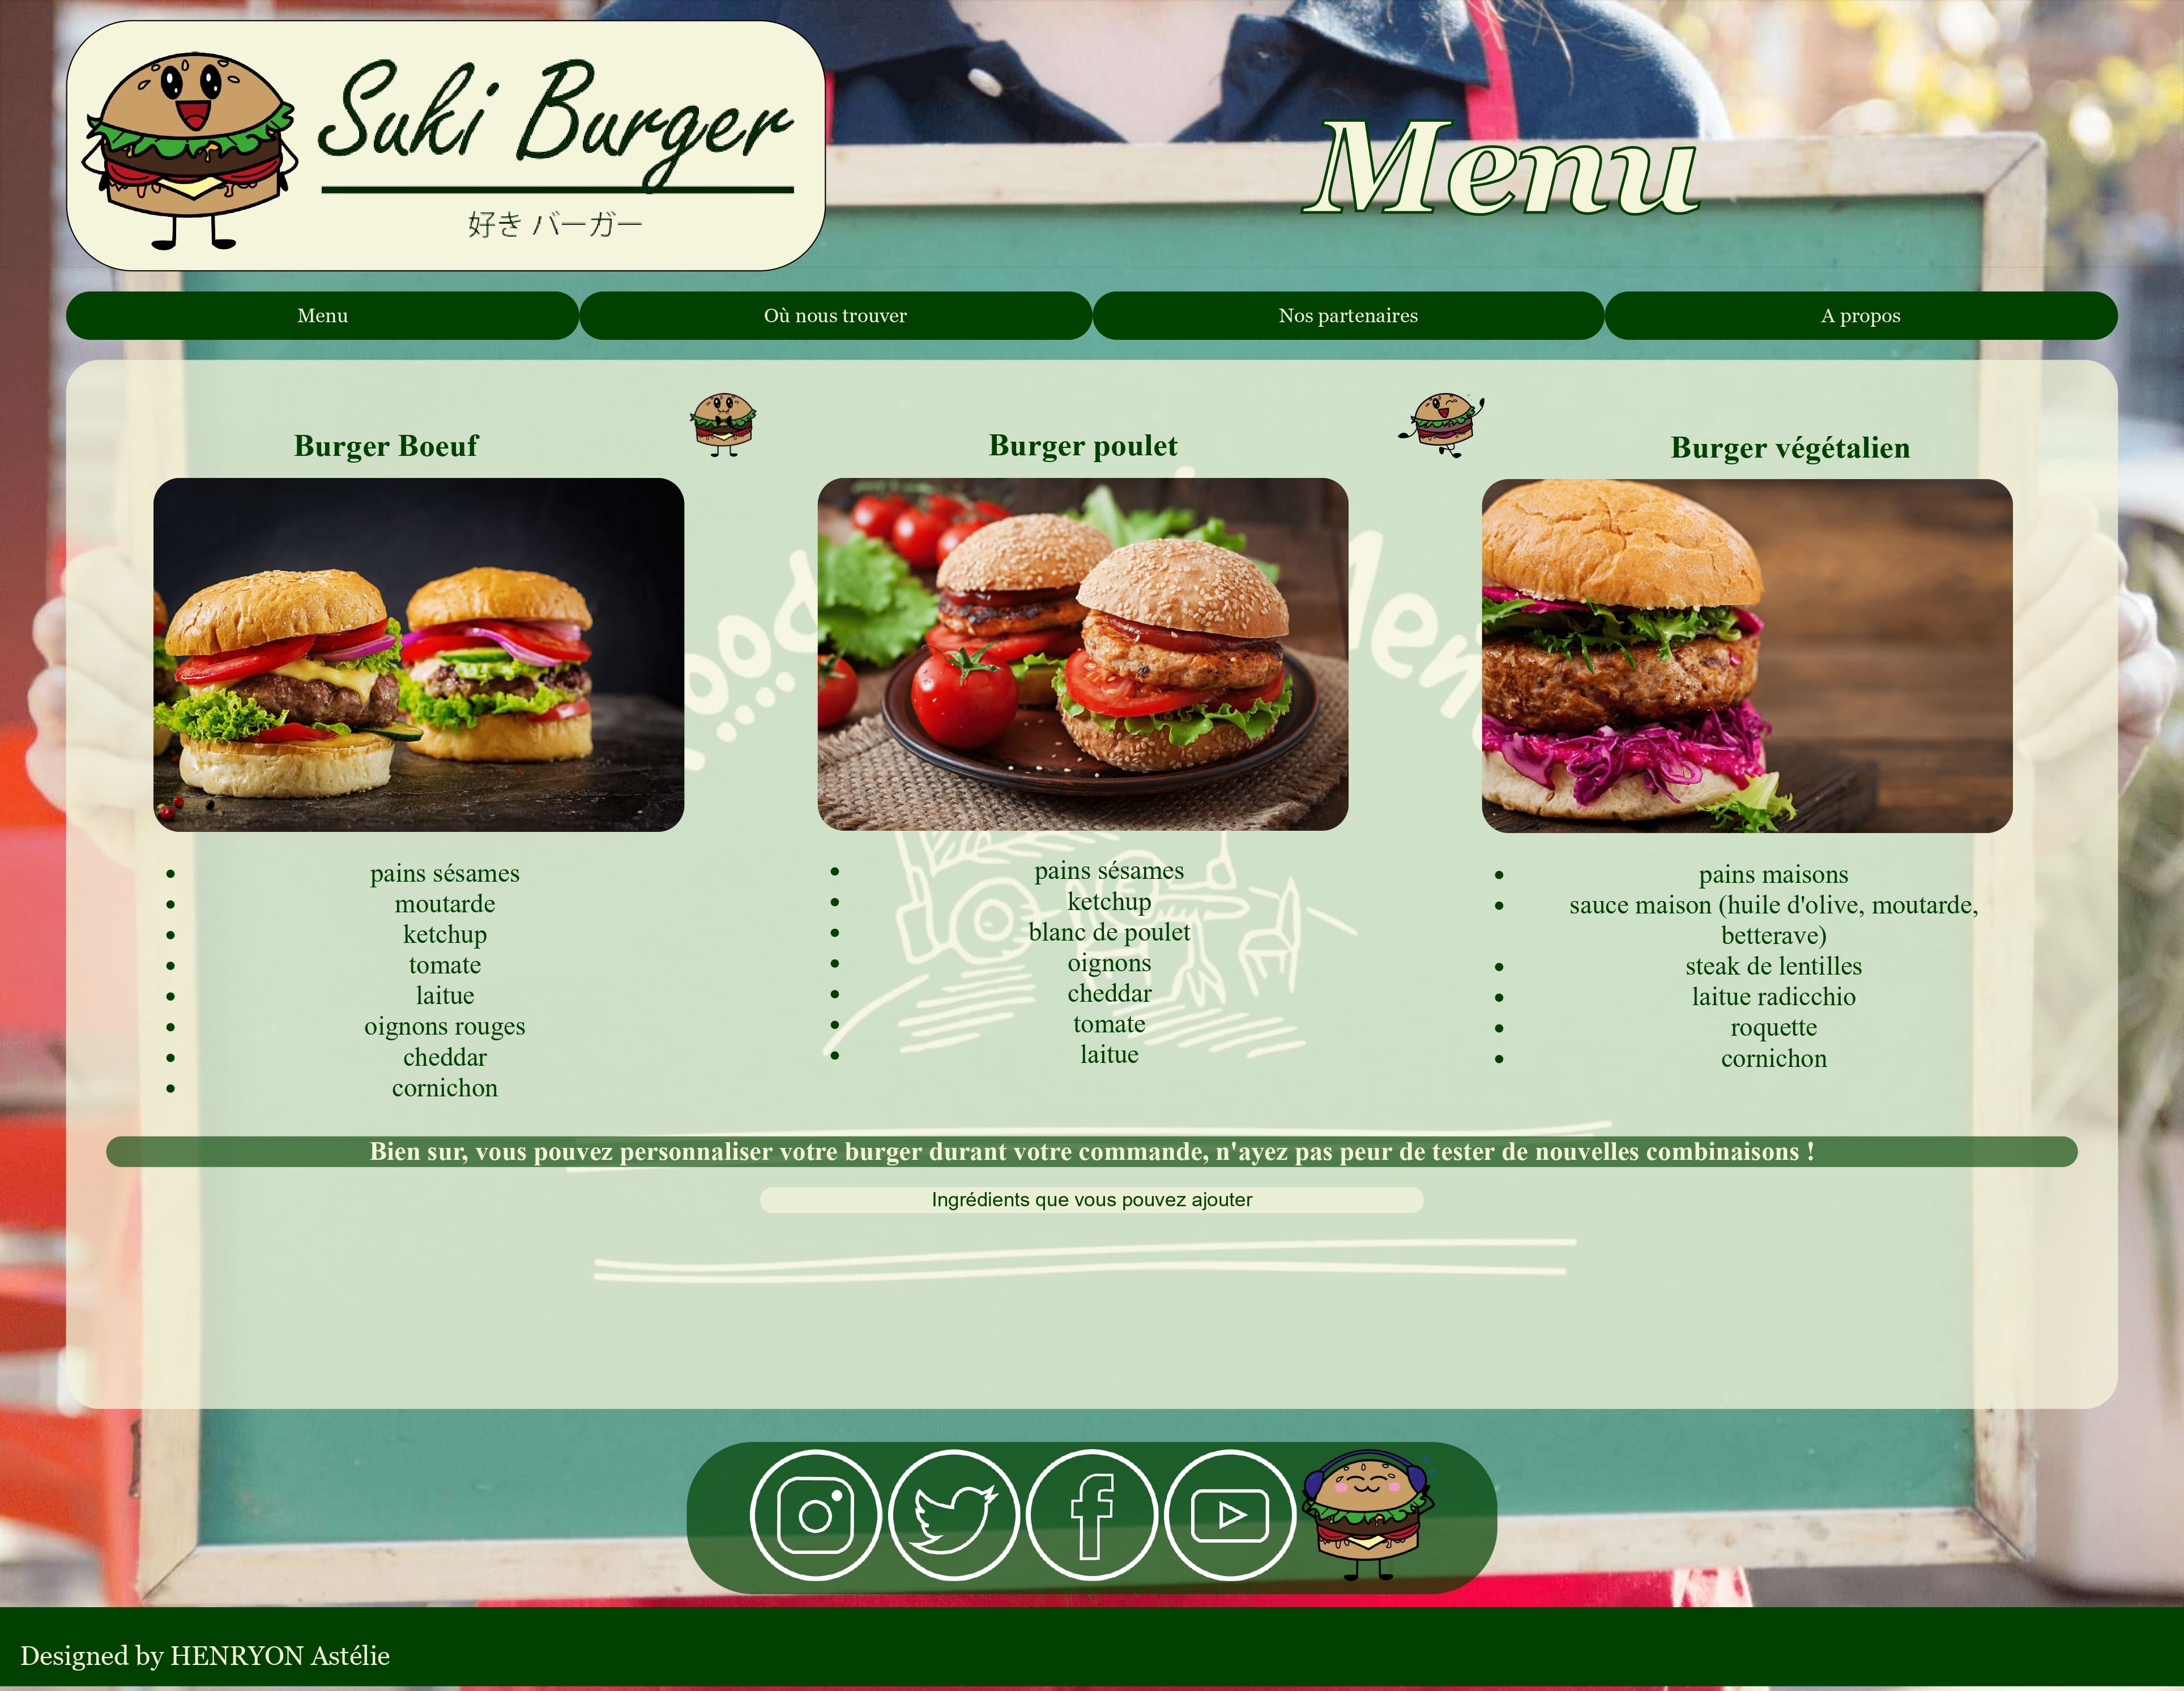 Suki Burger
好き バーガー
Menu
Menu
Où nous trouver
Nos partenaires
A propos
Burger Boeuf
Burger poulet
Burger végétalien
pains sésames
moutarde
ketchup
tomate
laitue
oignons rouges
cheddar
cornichon
pains sésames
ketchup
blanc de poulet
oignons
cheddar
tomate
laitue
pains maisons
sauce maison (huile d'olive, moutarde,
betterave)
steak de lentilles
laitue radicchio
roquette
cornichon
Bien sur, vous pouvez personnaliser votre burger durant votre commande, n'ayez pas peur de tester de nouvelles combinaisons !
Ingrédients que vous pouvez ajouter
Designed by HENRYON Astélie